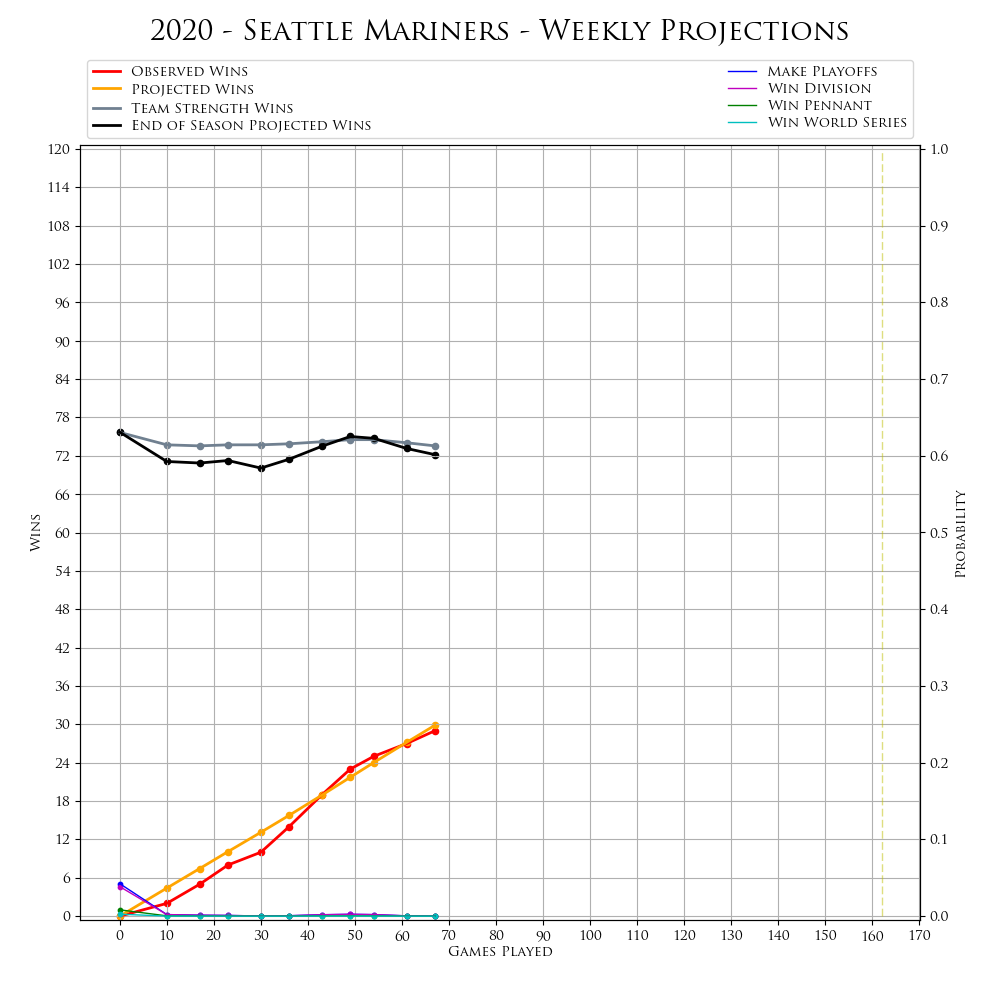 2020 - Seattle Mariners - Weekly Projections
Observed Wins
Projected Wins
Team Strength Wins
End of Season Projected Wins
Make Playoffs
Win Division
Win Pennant
Win World Series
120
114
108
102
96
90
84
78
72
66
60
54
48
42
36
30
24
18
12
6
0
Wins
1.0
0.9
0.8
0.7
0.6
0.5
0.4
0.3
0.2
0.1
0.0
Probability
0 10 20 30 40 50 60 70 80 90 100 110 120 130 140 150 160 170
Games Played